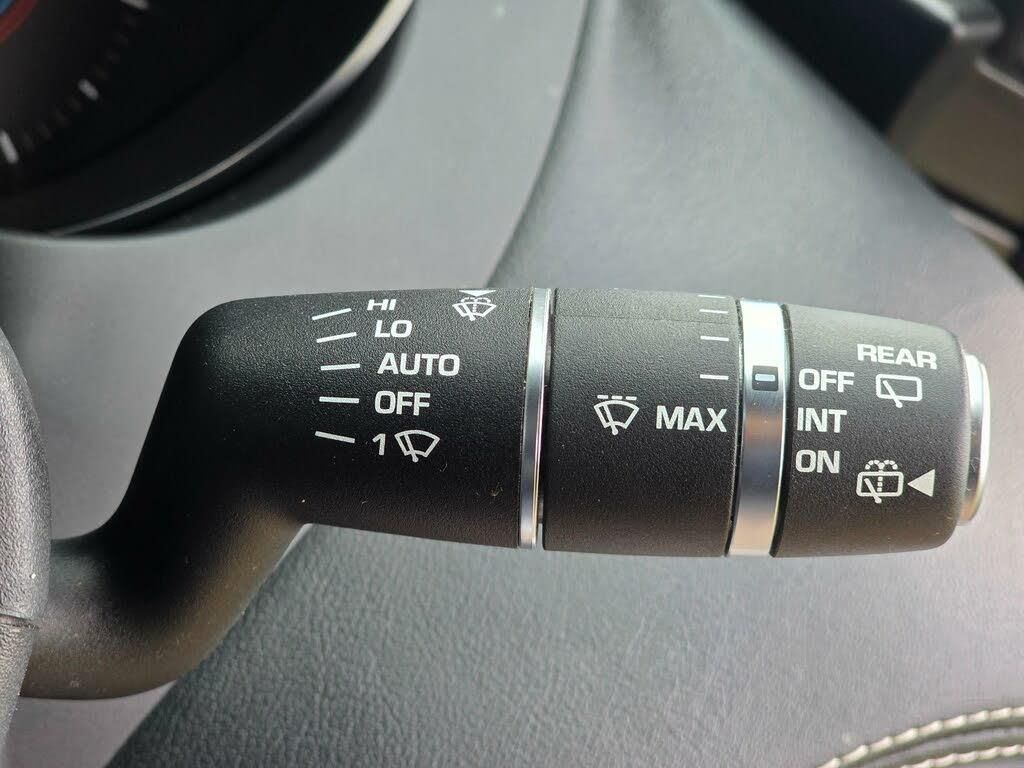 HI
LO
AUTO
OFF
1
MAX
REAR
OFF
INT
ON